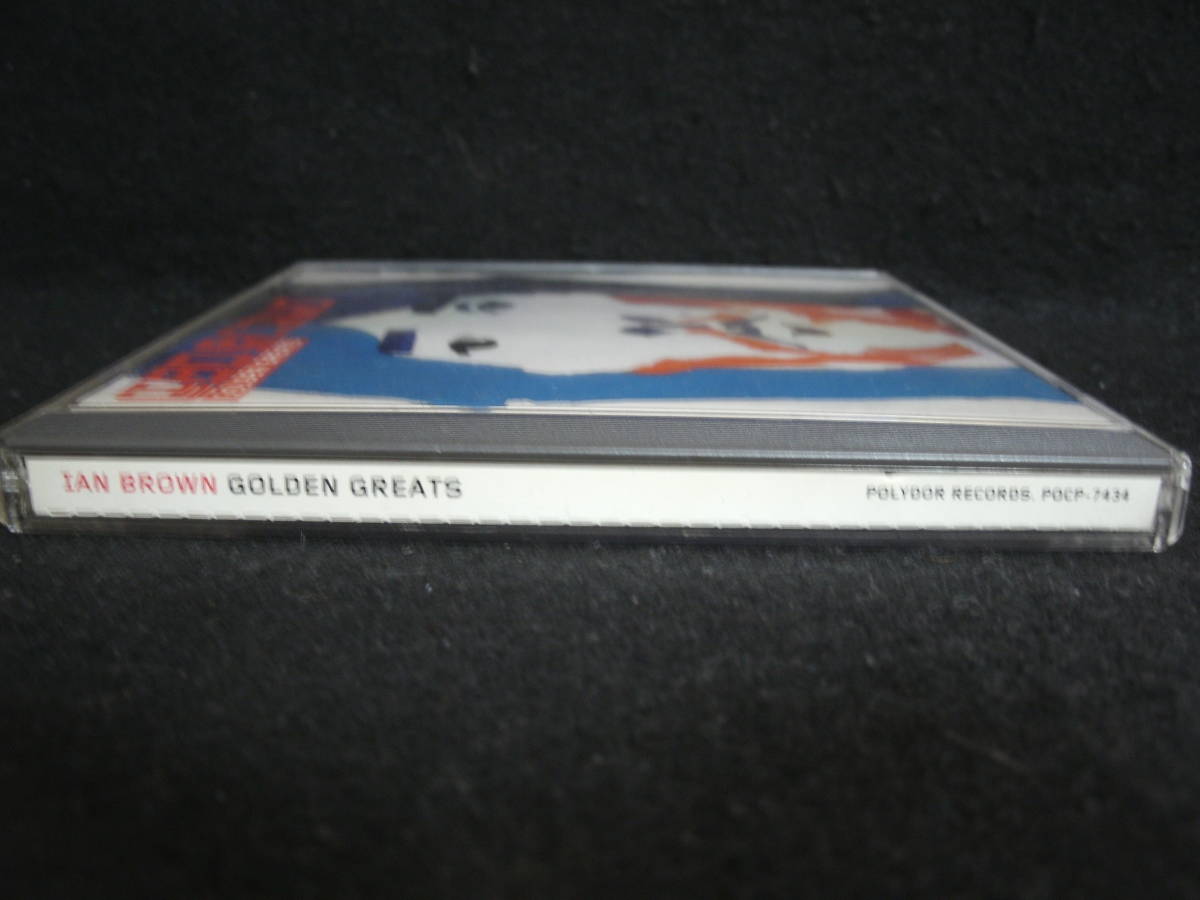 IAN BROWN GOLDEN GREATS
POLYDOR RECORDS. POCP-7434